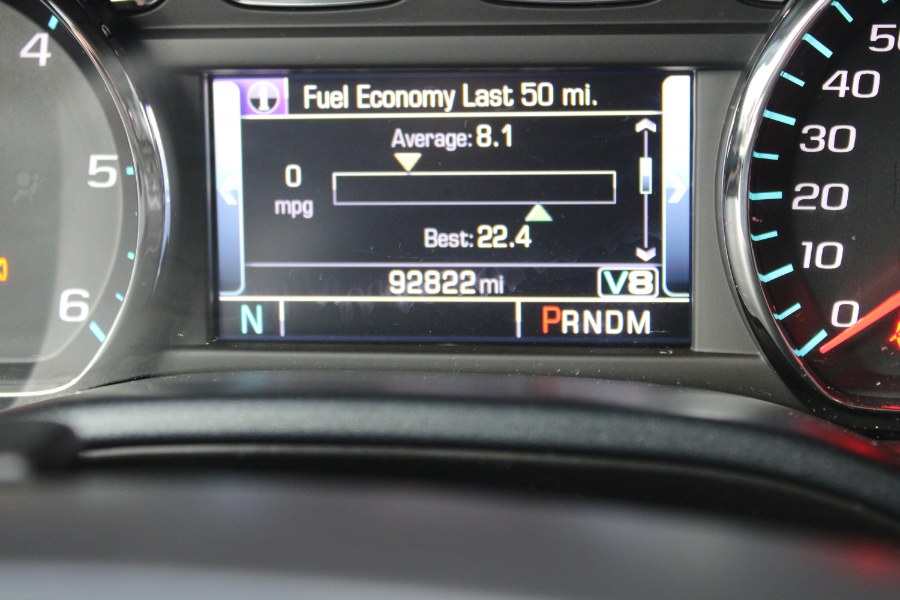 Fuel Economy Last 50 mi.
Average: 8.1
0
mpg
Best: 22.4
92822 mi
V8
N
PRNDM
4
5
6
50
40
30
20
10
0